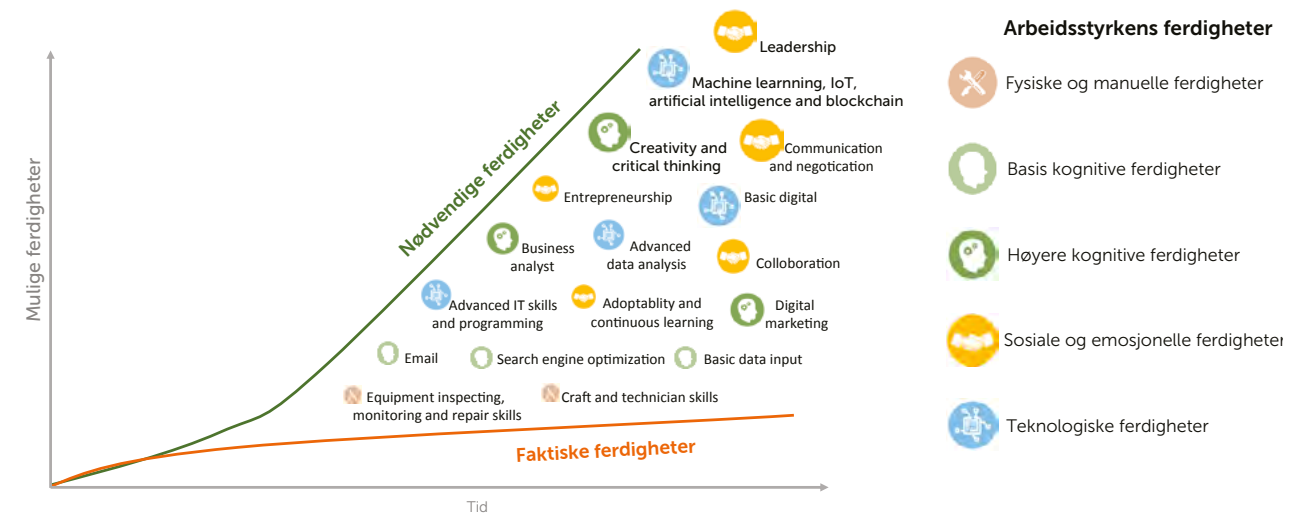 Arbeidsstyrkens ferdigheter
Leadership
Machine learnning, IoT,
artificial intelligence and blockchain
Fysiske og manuelle ferdigheter
Nødvendige ferdigheter
Creativity and
critical thinking
Communication
and negotication
Mulige ferdigheter
Basis kognitive ferdigheter
Entrepreneurship
Basic digital
Business
analyst
Advanced
data analysis
Colloboration
Høyere kognitive ferdigheter
Advanced IT skills
and programming
Adoptablity and
continuous learning
Digital
marketing
Sosiale og emosjonelle ferdigheter
Email
Search engine optimization
Basic data input
Equipment inspecting,
monitoring and repair skills
Craft and technician skills
Teknologiske ferdigheter
Faktiske ferdigheter
Tid